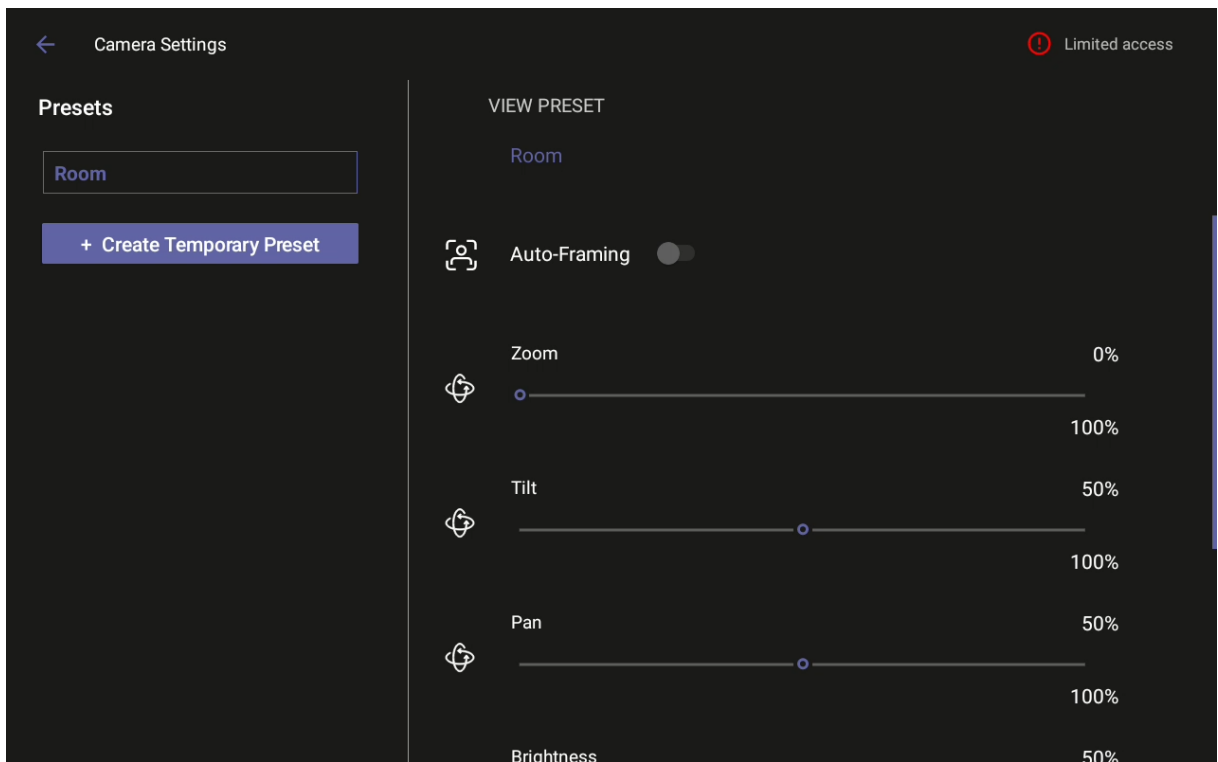 Camera Settings
Limited access
Presets
Room
+ Create Temporary Preset
VIEW PRESET
Room
Auto-Framing
Zoom 0%
100%
Tilt 50%
100%
Pan 50%
100%
Brightness 50%